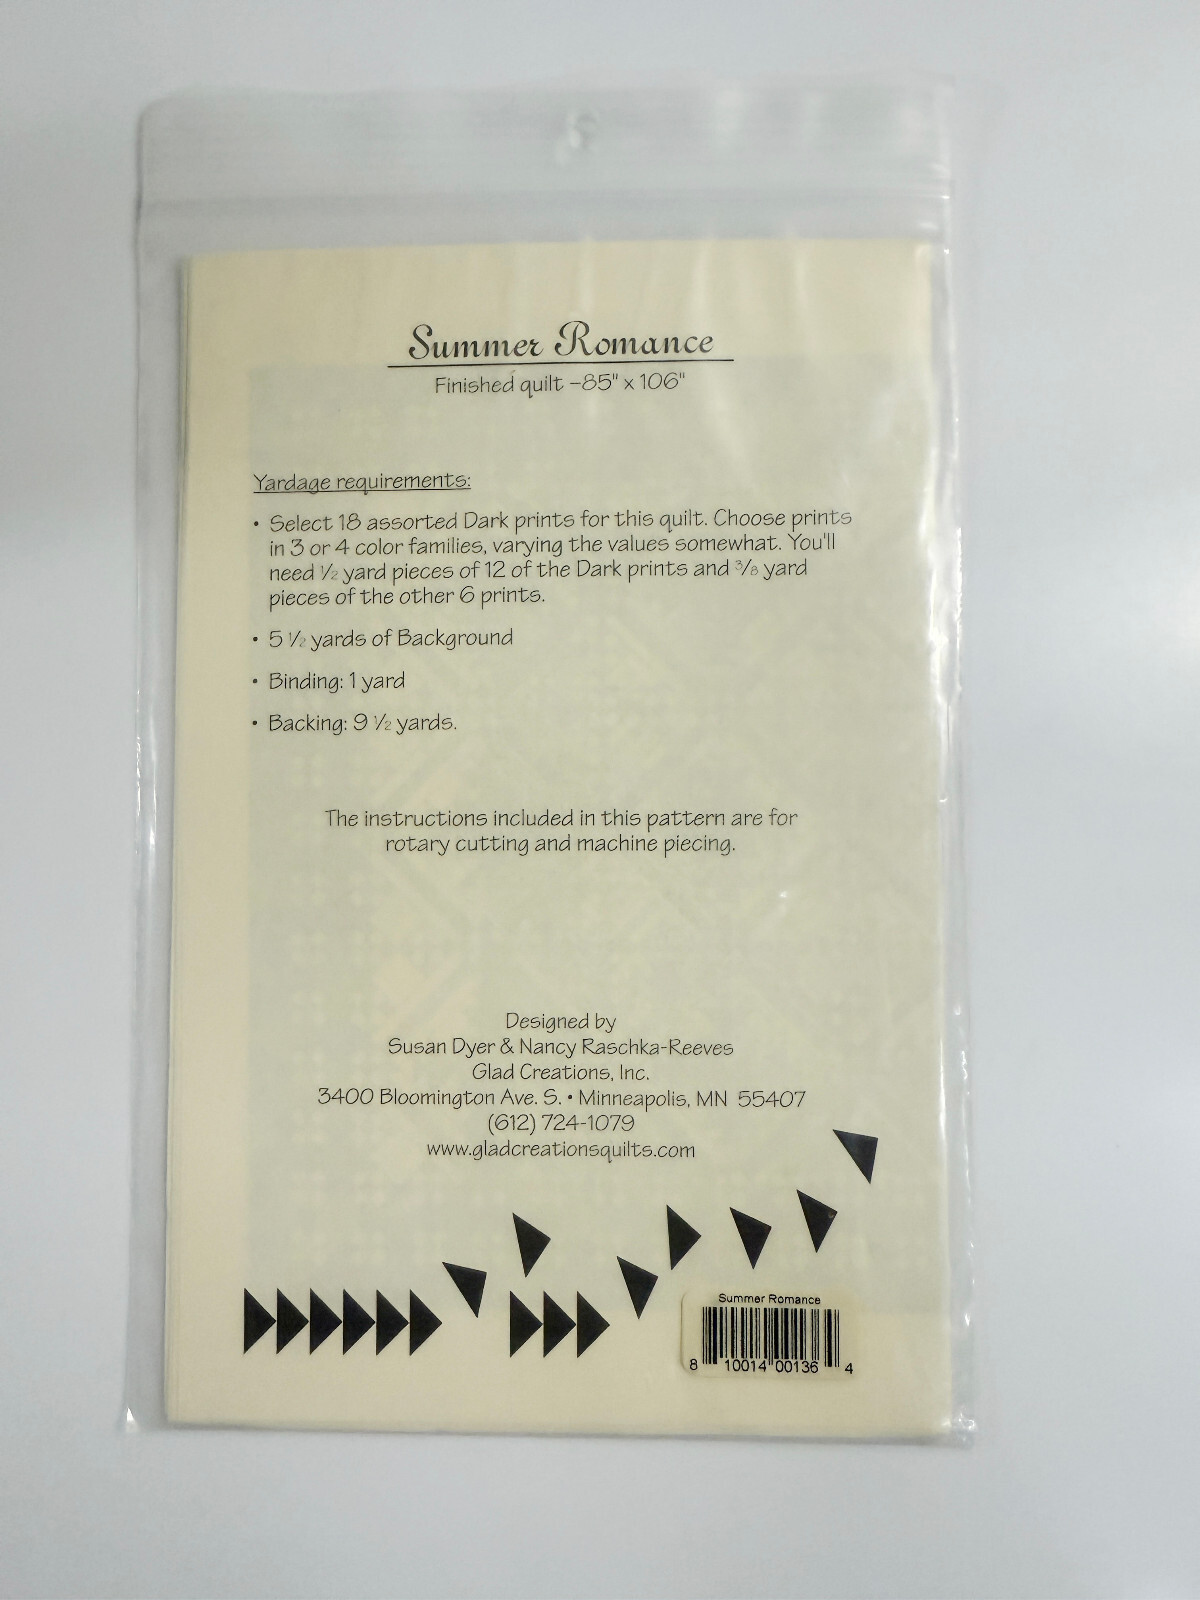 Summer Romance
Finished quilt –85" x 106"
Yardage requirements:
• Select 18 assorted Dark prints for this quilt. Choose prints
in 3 or 4 color families, varying the values somewhat. You'll
need 1/2 yard pieces of 12 of the Dark prints and 3/8 yard
pieces of the other 6 prints.
• 5 1/2 yards of Background
• Binding: 1 yard
• Backing: 9 1/2 yards.
The instructions included in this pattern are for
rotary cutting and machine piecing.
Designed by
Susan Dyer & Nancy Raschka-Reeves
Glad Creations, Inc.
3400 Bloomington Ave. S. • Minneapolis, MN 55407
(612) 724-1079
www.gladcreationsquilts.com
Summer Romance
8 10014 00136 4